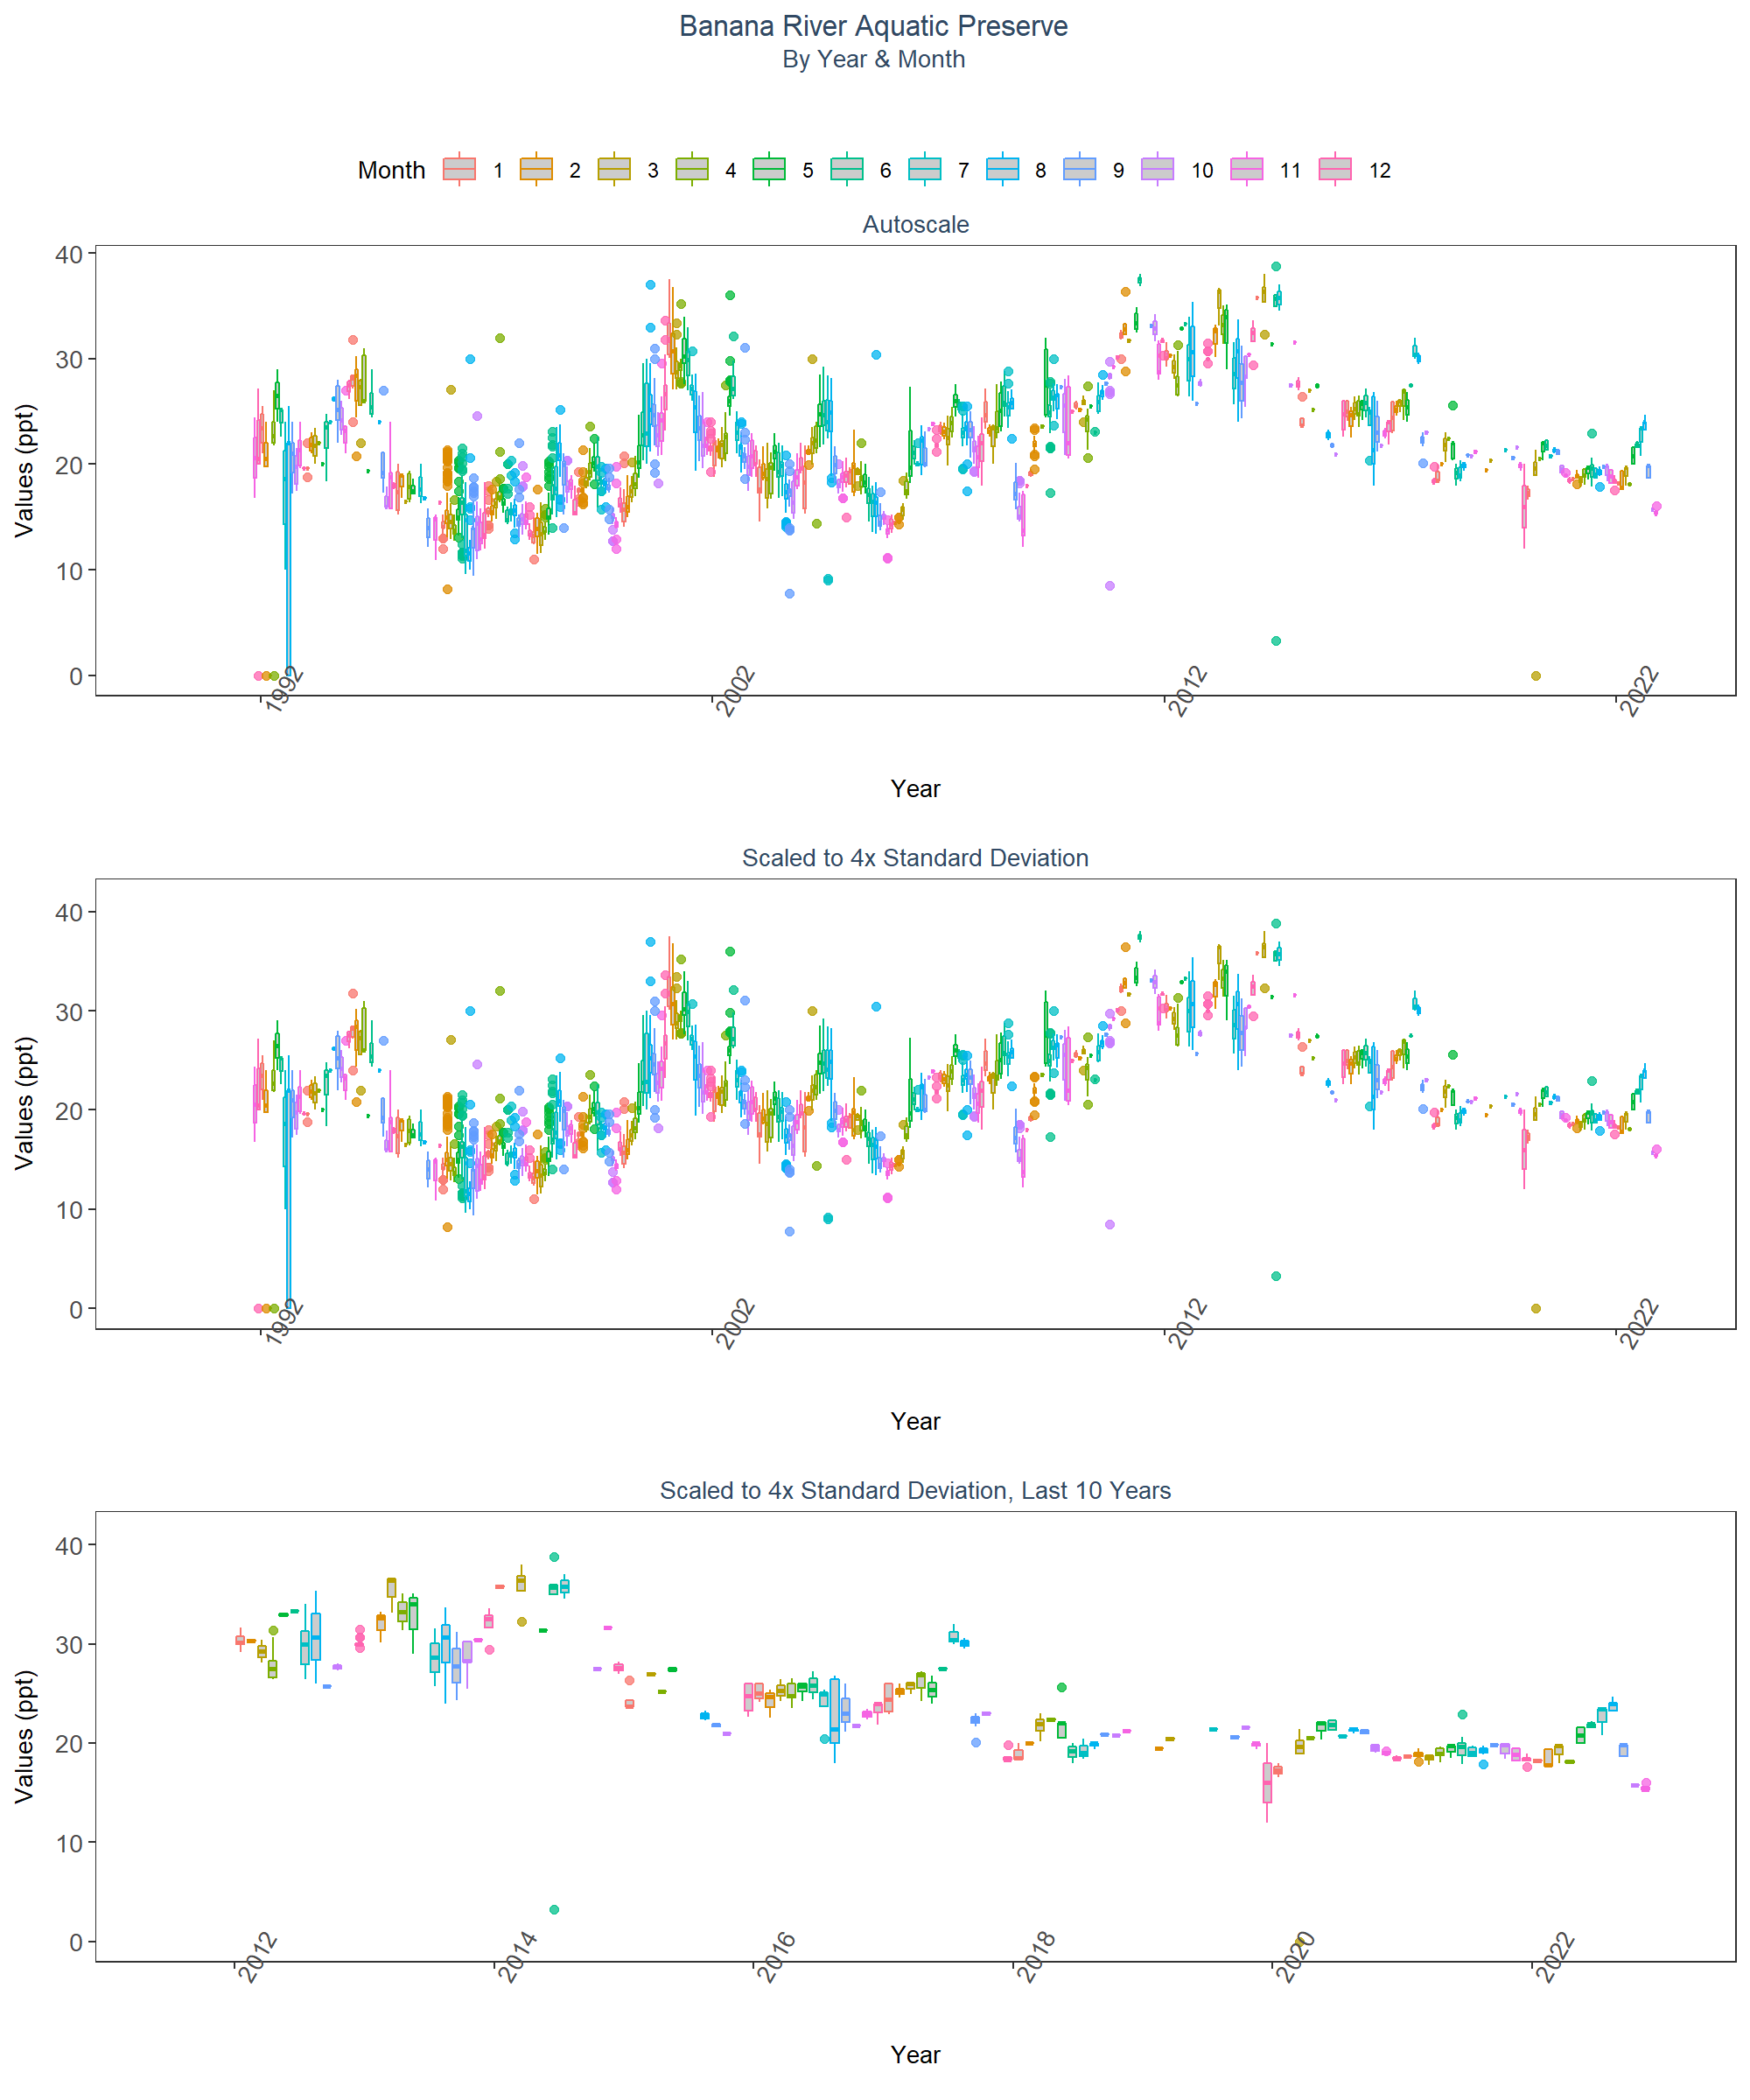 Banana River Aquatic Preserve
By Year & Month
Month 1 2 3 4 5 6 7 8 9 10 11 12
Autoscale
Values (ppt)
40
30
20
10
0
1992 2002 2012 2022
Year
Scaled to 4x Standard Deviation
Values (ppt)
40
30
20
10
0
1992 2002 2012 2022
Year
Scaled to 4x Standard Deviation, Last 10 Years
Values (ppt)
40
30
20
10
0
2012 2014 2016 2018 2020 2022
Year